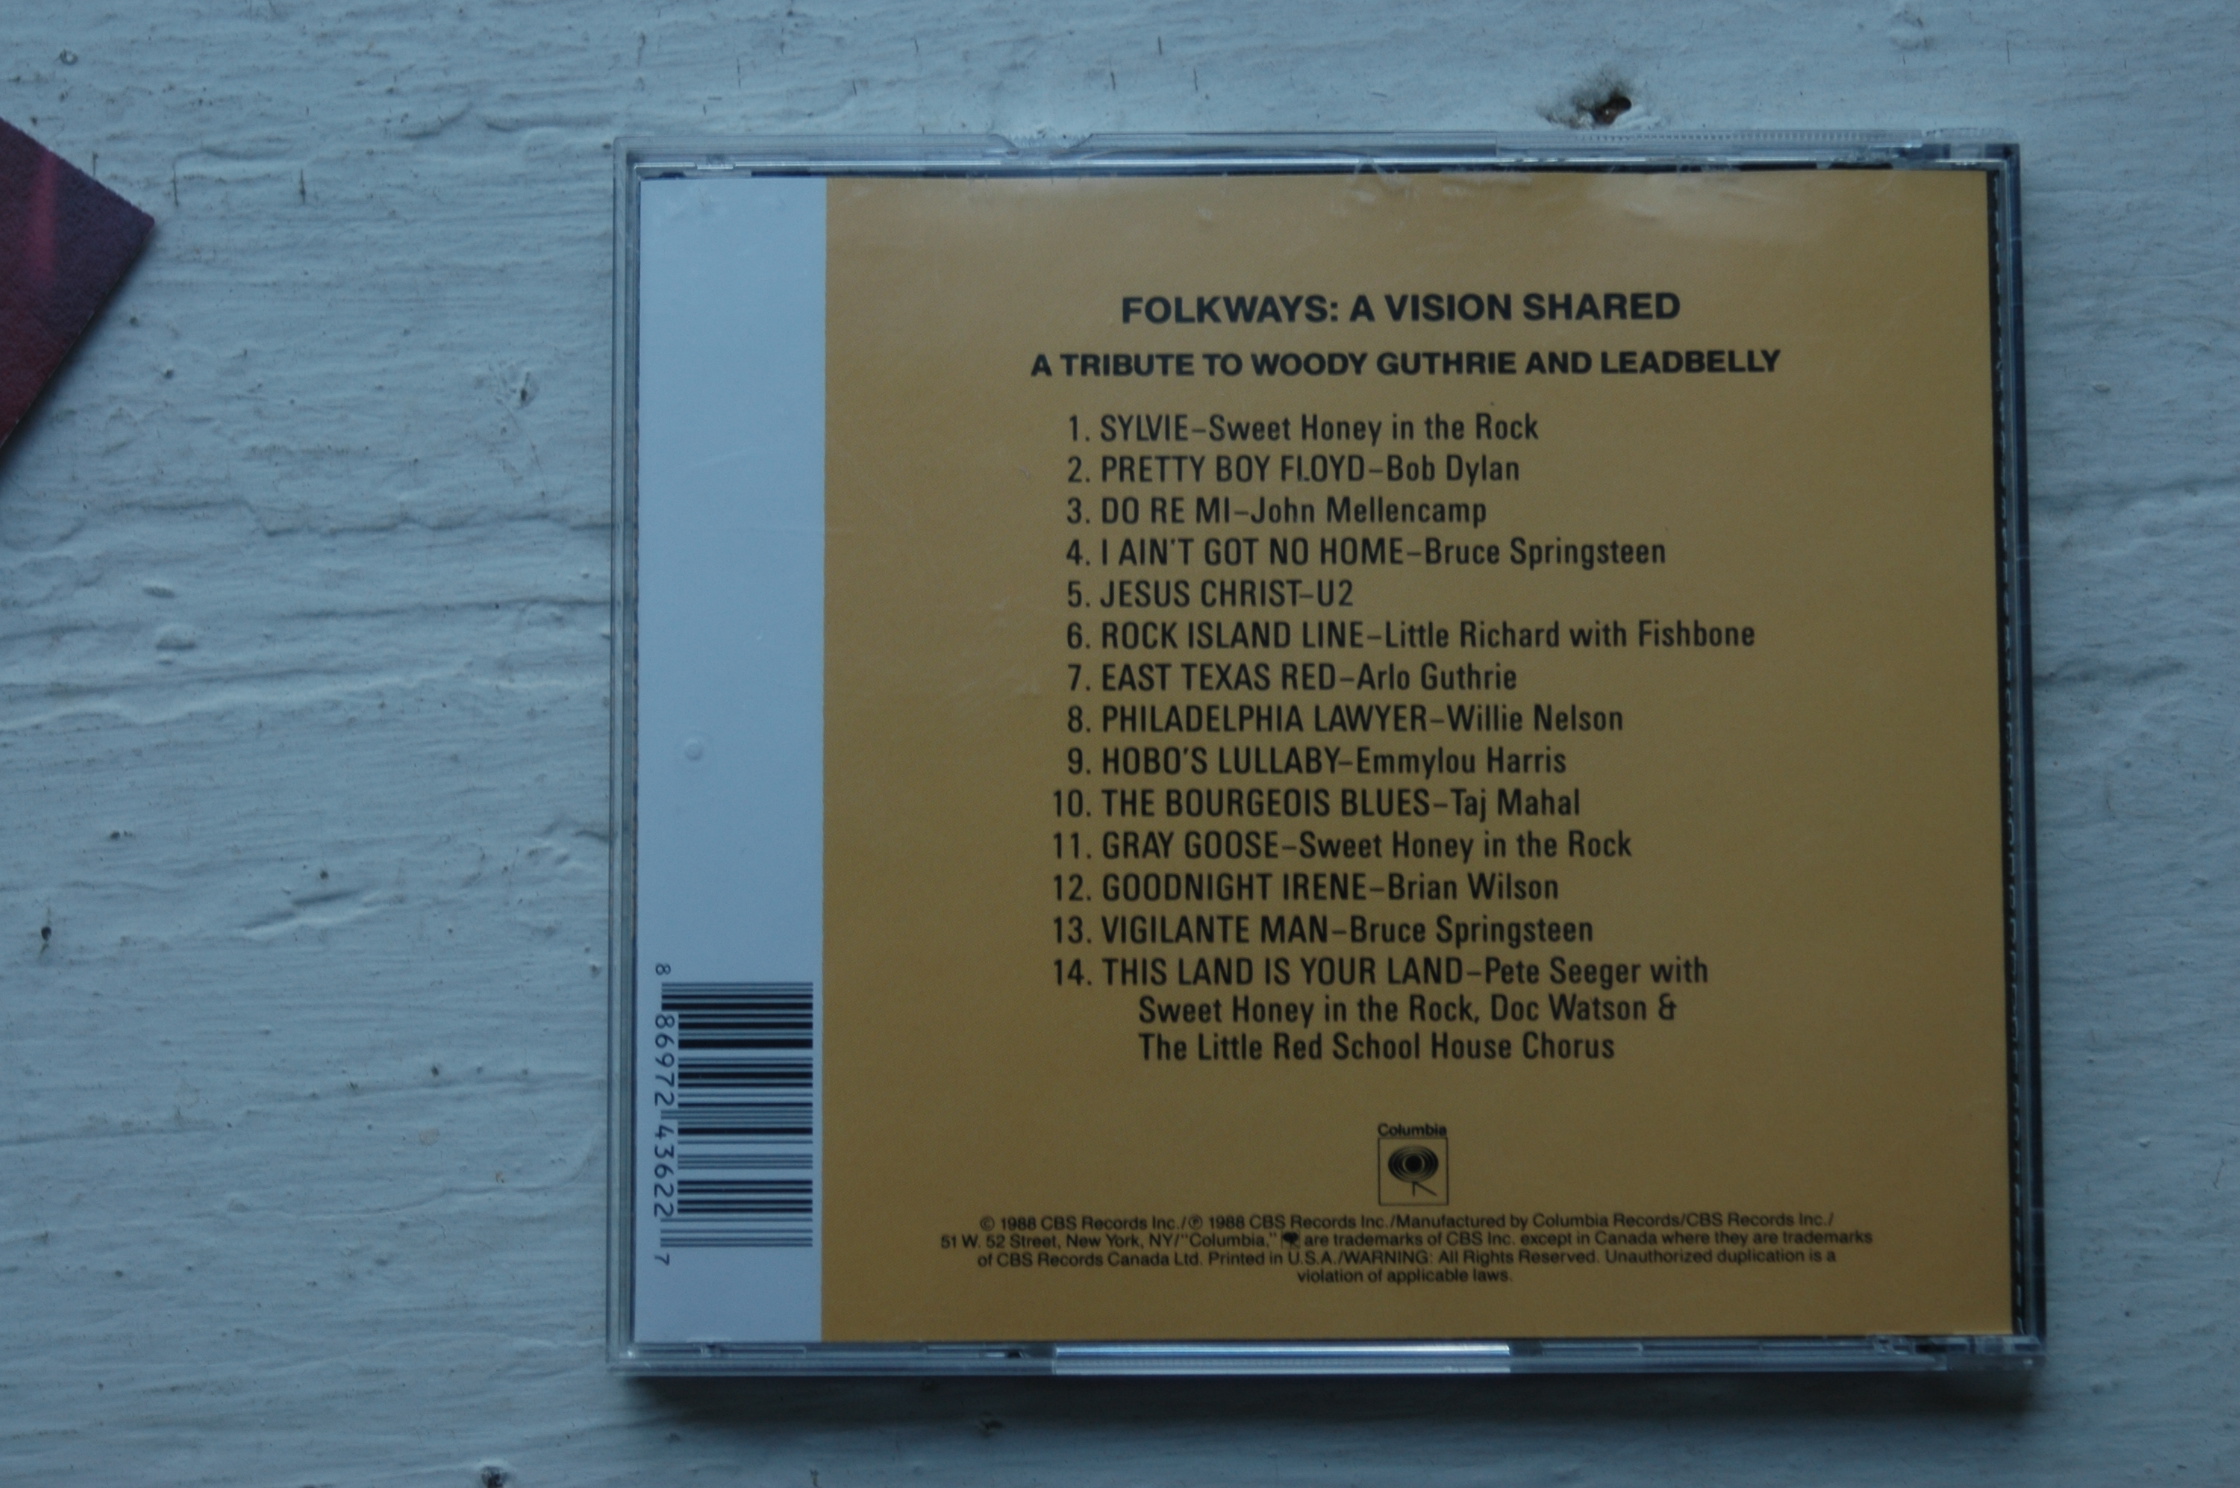 FOLKWAYS: A VISION SHARED
A TRIBUTE TO WOODY GUTHRIE AND LEADBELLY
1. SYLVIE–Sweet Honey in the Rock
2. PRETTY BOY FLOYD–Bob Dylan
3. DO RE MI–John Mellencamp
4. I AIN'T GOT NO HOME–Bruce Springsteen
5. JESUS CHRIST–U2
6. ROCK ISLAND LINE–Little Richard with Fishbone
7. EAST TEXAS RED–Arlo Guthrie
8. PHILADELPHIA LAWYER–Willie Nelson
9. HOBO'S LULLABY–Emmylou Harris
10. THE BOURGEOIS BLUES–Taj Mahal
11. GRAY GOOSE–Sweet Honey in the Rock
12. GOODNIGHT IRENE–Brian Wilson
13. VIGILANTE MAN–Bruce Springsteen
14. THIS LAND IS YOUR LAND–Pete Seeger with
Sweet Honey in the Rock, Doc Watson &
The Little Red School House Chorus
Columbia
© 1988 CBS Records Inc./℗ 1988 CBS Records Inc./Manufactured by Columbia Records/CBS Records Inc./
51 W. 52 Street, New York, NY/"Columbia," are trademarks of CBS Inc. except in Canada where they are trademarks
of CBS Records Canada Ltd. Printed in U.S.A./WARNING: All Rights Reserved. Unauthorized duplication is a
violation of applicable laws.
8 86972 43622 7